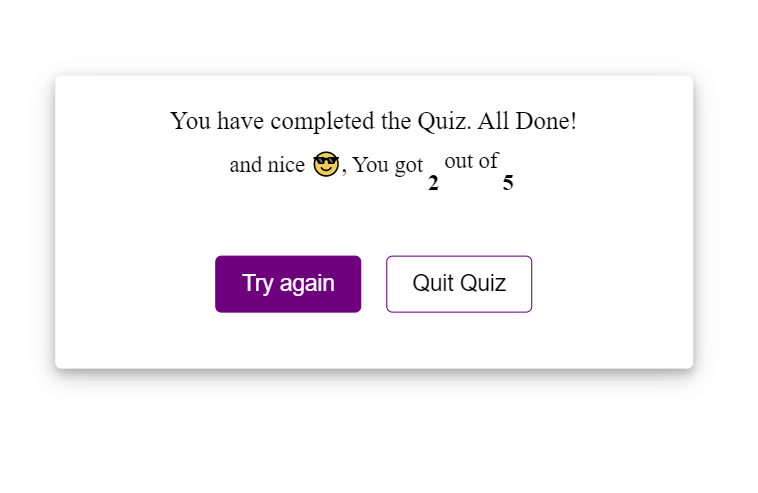 You have completed the Quiz. All Done!
and nice 😎, You got 2 out of 5
Try again
Quit Quiz